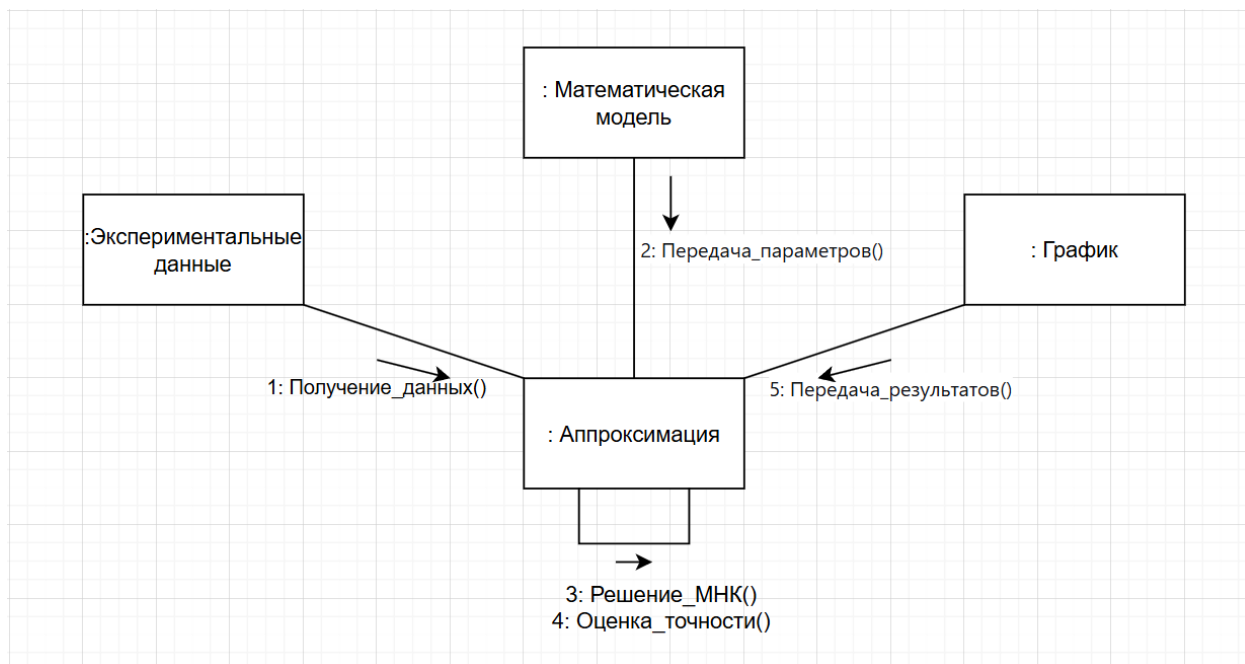 : Математическая
модель
:Экспериментальные
данные
: График
2: Передача_параметров()
1: Получение_данных()
5: Передача_результатов()
: Аппроксимация
3: Решение_МНК()
4: Оценка_точности()